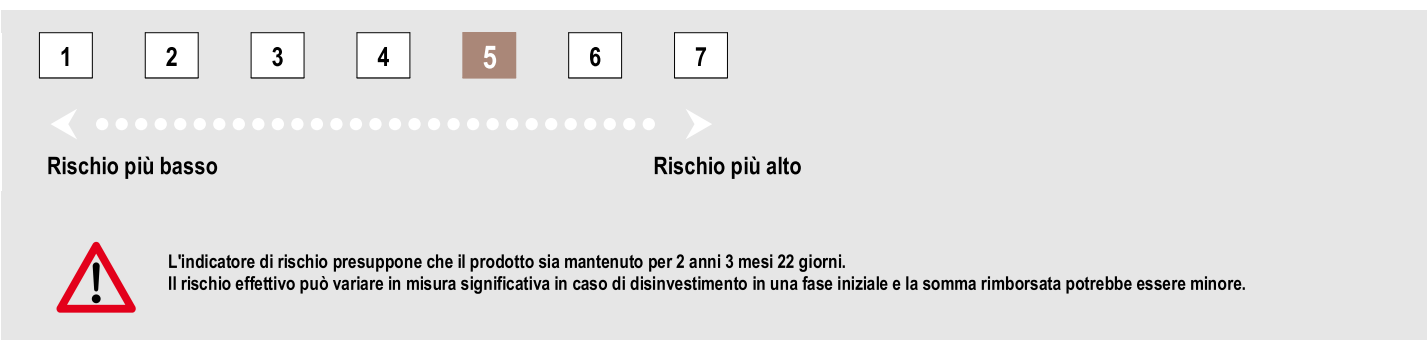 1 2 3 4 5 6 7
Rischio più basso Rischio più alto
L'indicatore di rischio presuppone che il prodotto sia mantenuto per 2 anni 3 mesi 22 giorni.
Il rischio effettivo può variare in misura significativa in caso di disinvestimento in una fase iniziale e la somma rimborsata potrebbe essere minore.